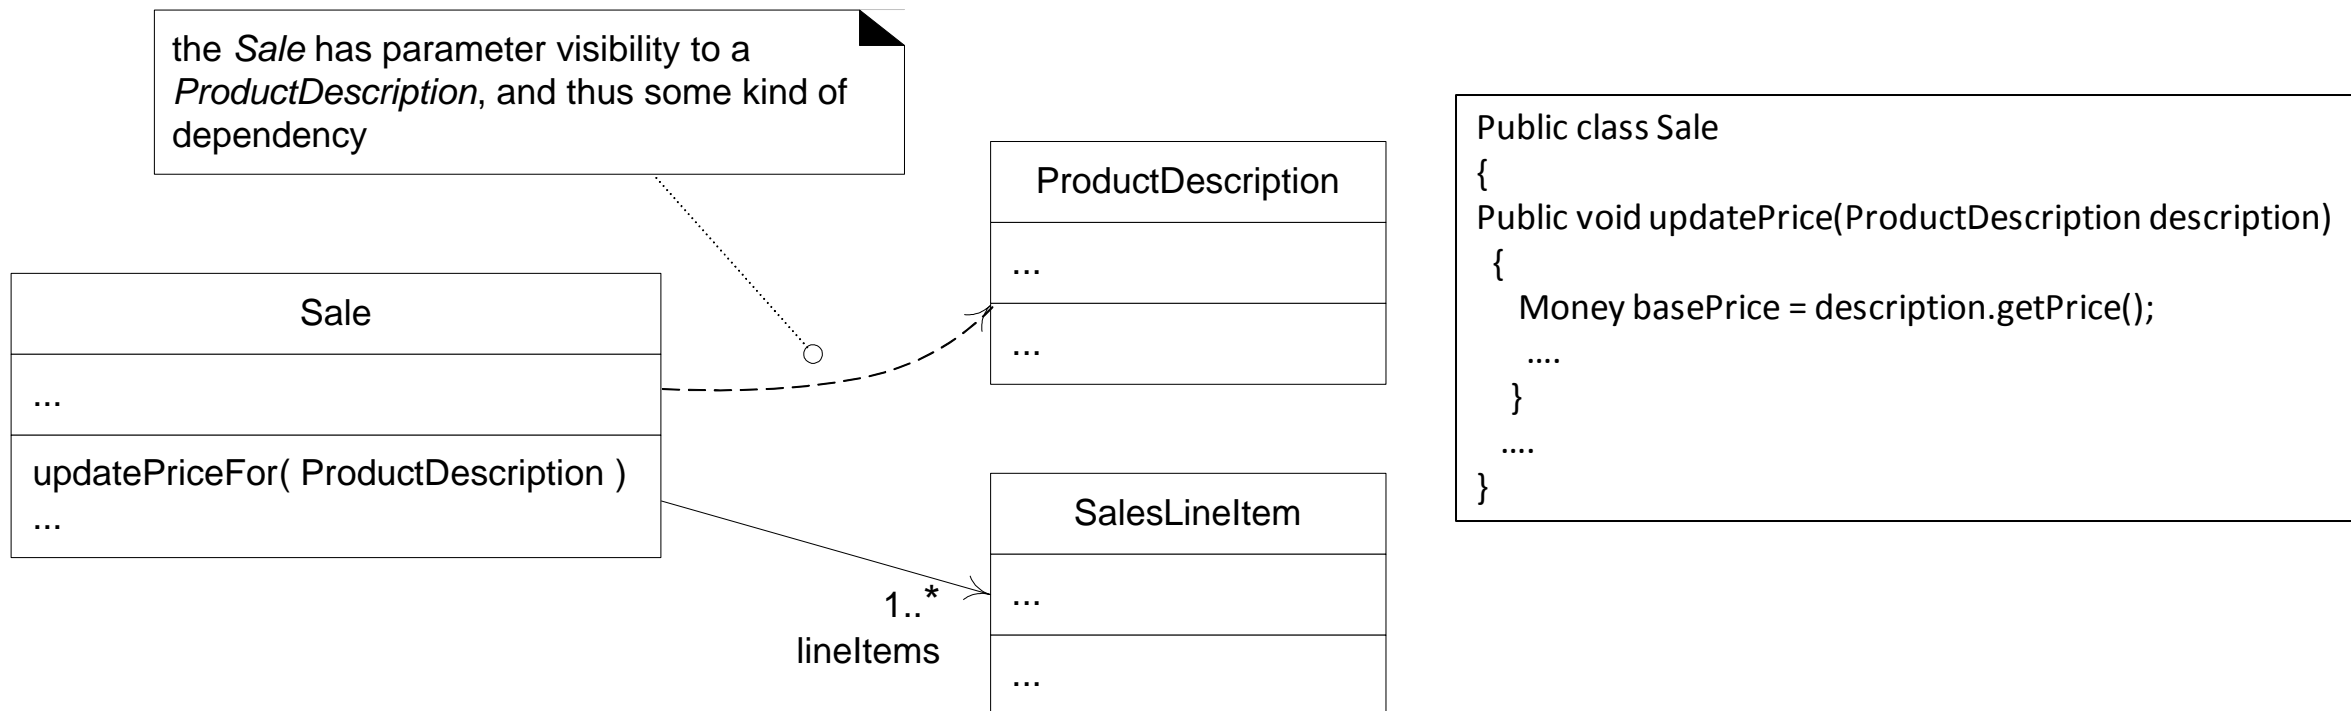 the Sale has parameter visibility to a
ProductDescription, and thus some kind of
dependency
Sale
...
updatePriceFor( ProductDescription )
...
ProductDescription
...
...
1..*
lineItems
SalesLineItem
...
...
Public class Sale
{
Public void updatePrice(ProductDescription description)
{
Money basePrice = description.getPrice();
....
}
....
}